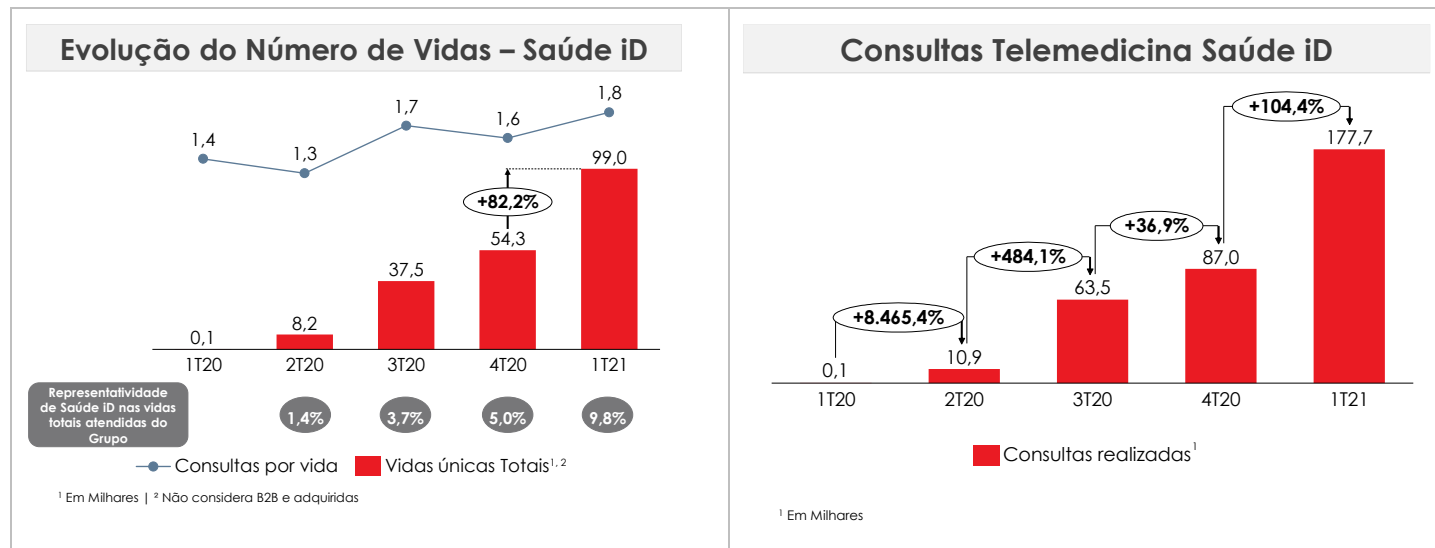 Evolução do Número de Vidas – Saúde iD
1,4
1,3
1,7
1,6
1,8
99,0
+82,2%
54,3
37,5
8,2
0,1
1T20
2T20
3T20
4T20
1T21
Representatividade
de Saúde iD nas vidas
totais atendidas do
Grupo
1,4%
3,7%
5,0%
9,8%
Consultas por vida
Vidas únicas Totais¹˒ ²
¹ Em Milhares | ² Não considera B2B e adquiridas
Consultas Telemedicina Saúde iD
+104,4%
177,7
+36,9%
87,0
+484,1%
63,5
+8.465,4%
10,9
0,1
1T20
2T20
3T20
4T20
1T21
Consultas realizadas¹
¹ Em Milhares